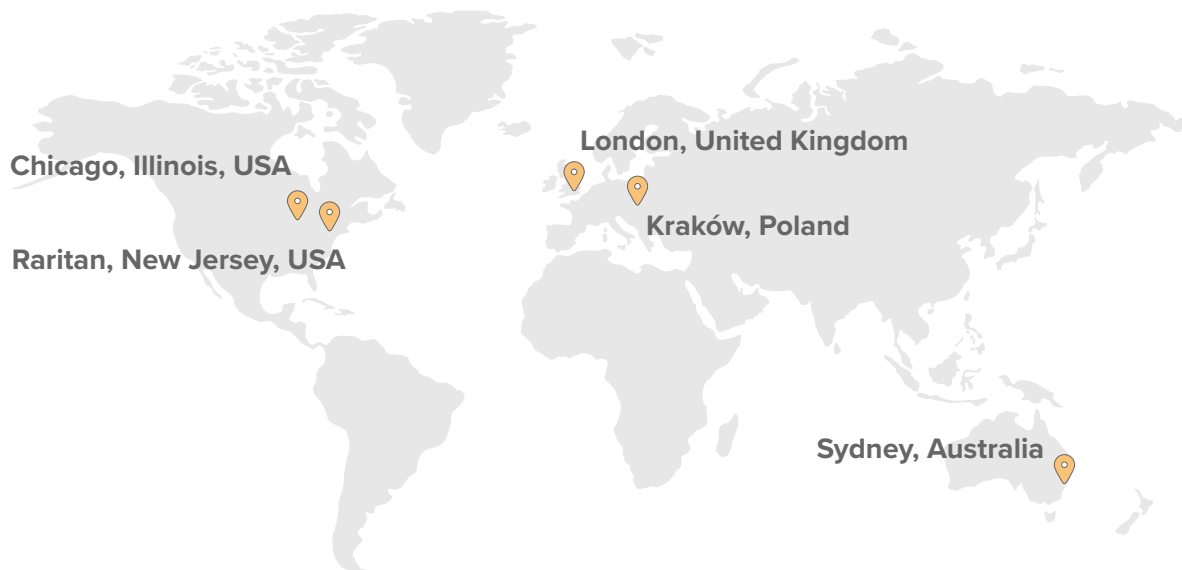 London, United Kingdom
Chicago, Illinois, USA
Kraków, Poland
Raritan, New Jersey, USA
Sydney, Australia